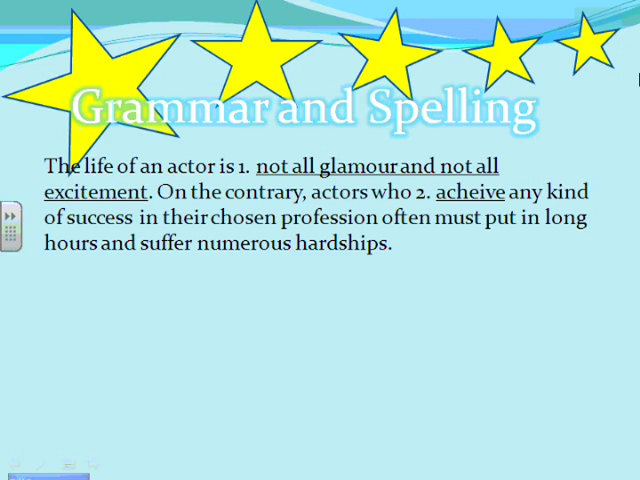 Grammar and Spelling
The life of an actor is 1. not all glamour and not all
excitement. On the contrary, actors who 2. acheive any kind
of success in their chosen profession often must put in long
hours and suffer numerous hardships.